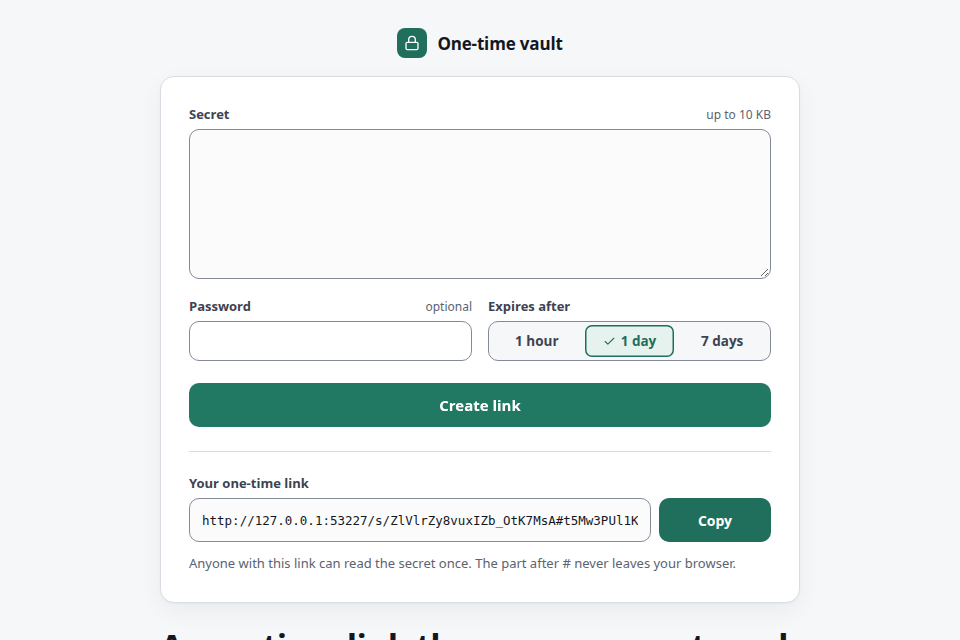 One-time vault
Secret
up to 10 KB
Password
optional
Expires after
1 hour
1 day
7 days
Create link
Your one-time link
http://127.0.0.1:53227/s/ZlVlrZy8vuxIZb_OtK7MsA#t5Mw3PUl1K
Copy
Anyone with this link can read the secret once. The part after # never leaves your browser.